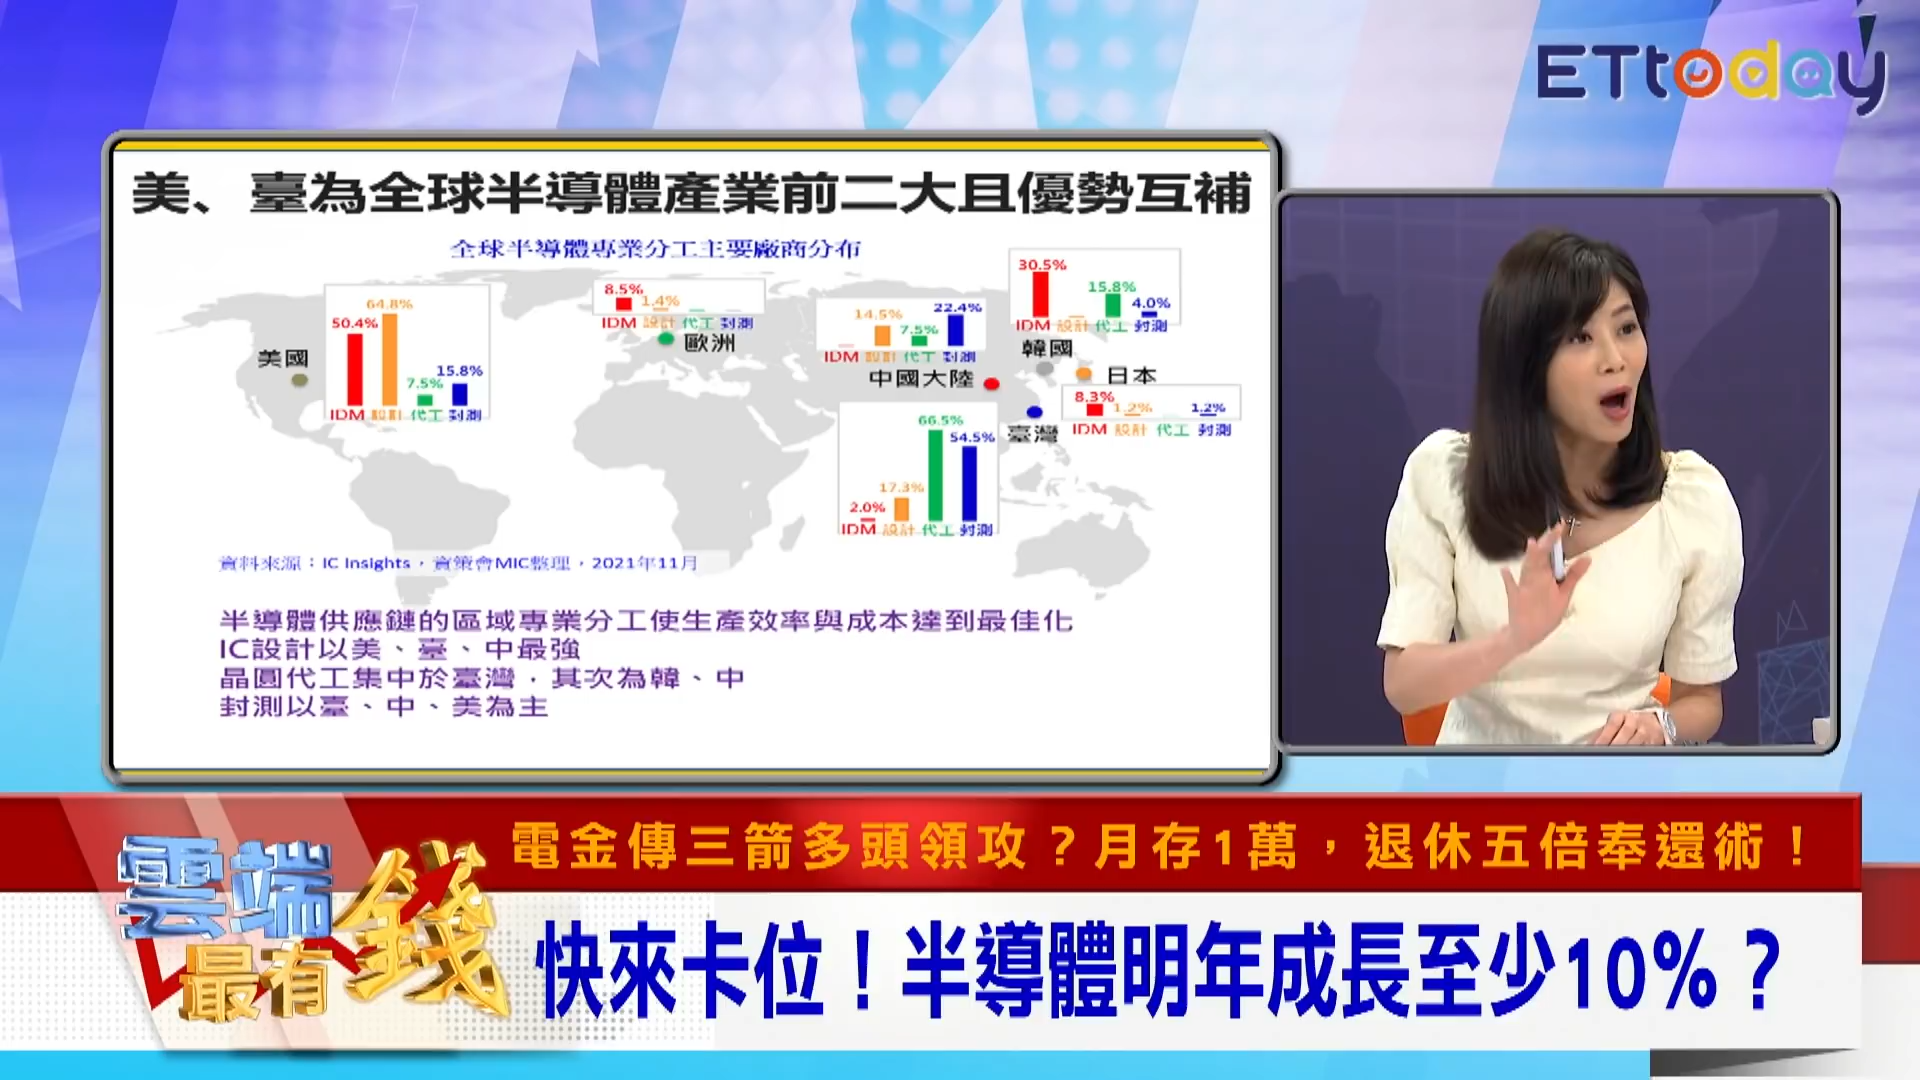 ETtoday
美、臺為全球半導體產業前二大且優勢互補
全球半導體專業分工主要廠商分布
美國
50.4% 64.8% 7.5% 15.8%
IDM 設計 代工 封測
8.5% 1.4%
IDM 設計 代工 封測
歐洲
14.5% 7.5% 22.4%
IDM 設計 代工 封測
中國大陸
30.5% 15.8% 4.0%
IDM 設計 代工 封測
韓國
日本
8.3% 1.2% 1.2%
IDM 設計 代工 封測
臺灣
2.0% 17.3% 66.5% 54.5%
IDM 設計 代工 封測
資料來源：IC Insights，資策會MIC整理，2021年11月
半導體供應鏈的區域專業分工使生產效率與成本達到最佳化
IC設計以美、臺、中最強
晶圓代工集中於臺灣，其次為韓、中
封測以臺、中、美為主
雲端最有錢
電金傳三箭多頭領攻？月存1萬，退休五倍奉還術！
快來卡位！半導體明年成長至少10%？